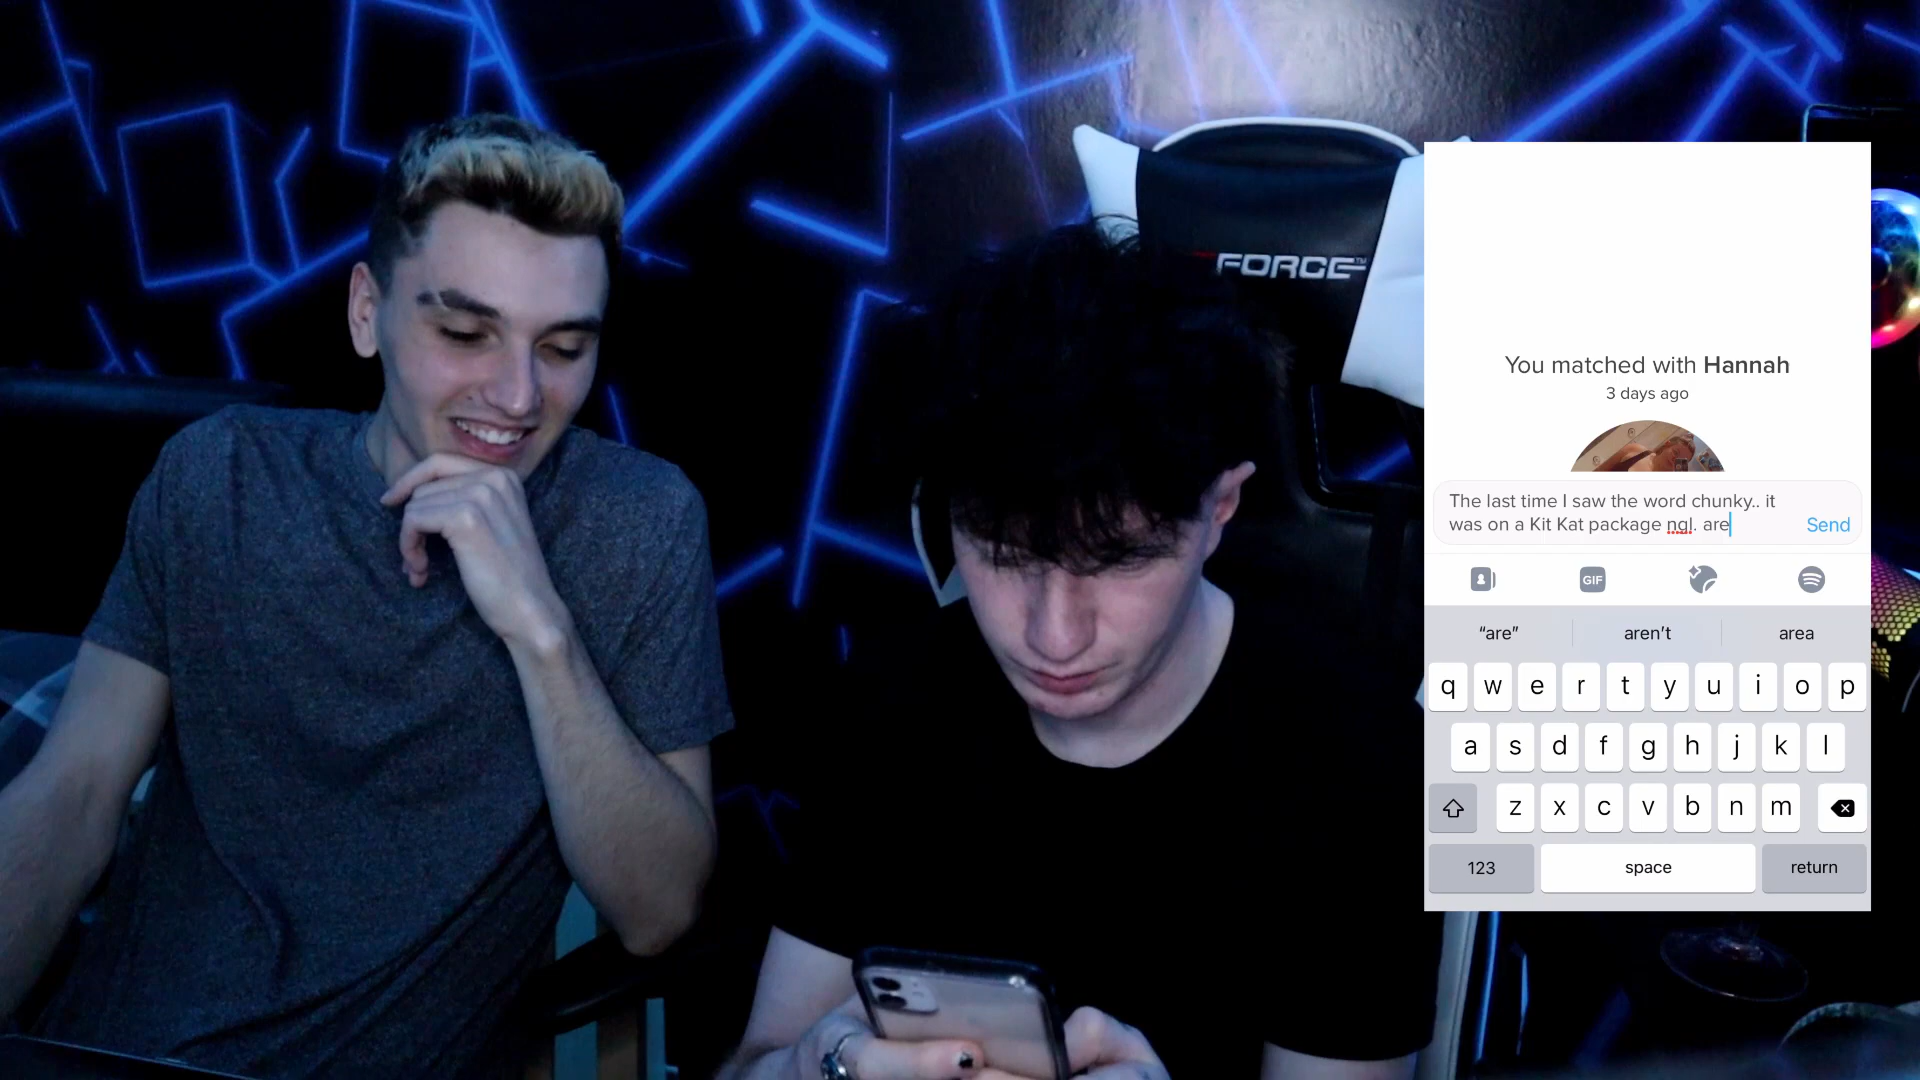 FORCE™
You matched with Hannah
3 days ago
The last time I saw the word chunky.. it
was on a Kit Kat package ngl. are
Send
GIF
“are” aren't area
q w e r t y u i o p
a s d f g h j k l
z x c v b n m
123 space return